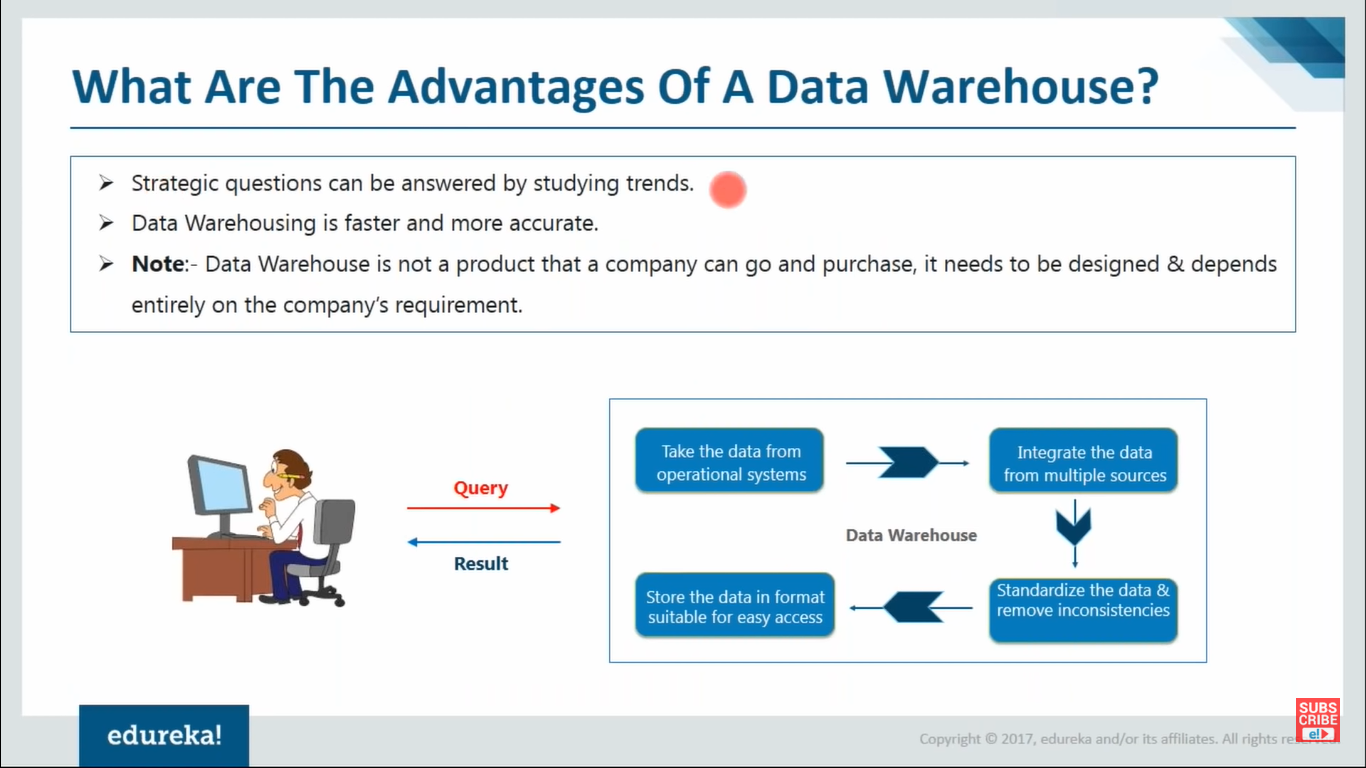 What Are The Advantages Of A Data Warehouse?
➢ Strategic questions can be answered by studying trends.
➢ Data Warehousing is faster and more accurate.
➢ Note:- Data Warehouse is not a product that a company can go and purchase, it needs to be designed & depends
entirely on the company's requirement.
Query
Result
Take the data from
operational systems
Integrate the data
from multiple sources
Data Warehouse
Standardize the data &
remove inconsistencies
Store the data in format
suitable for easy access
edureka!
Copyright © 2017, edureka and/or its affiliates. All rights
SUBS
CRIBE
e!